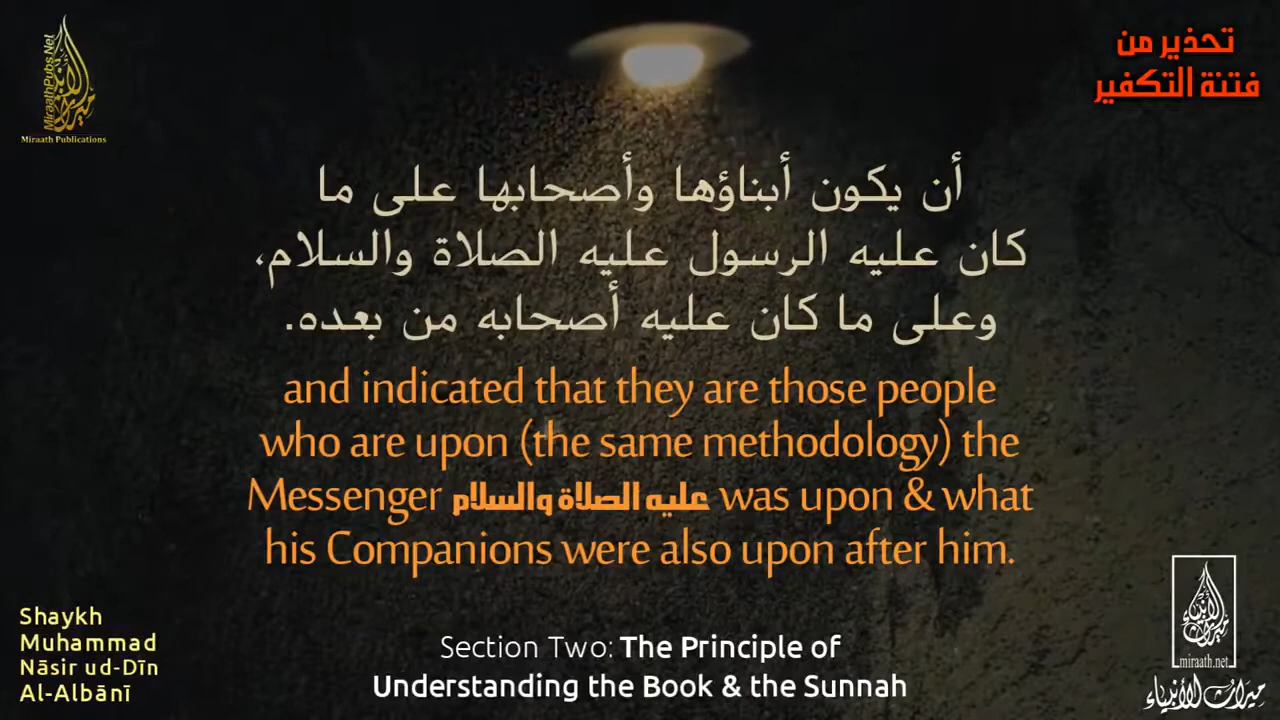 MiraathPubs.Net
ميراث الأنبياء
Miraath Publications
تحذير من
فتنة التكفير
أن يكون أبناؤها وأصحابها على ما
كان عليه الرسول عليه الصلاة والسلام،
وعلى ما كان عليه أصحابه من بعده.
and indicated that they are those people
who are upon (the same methodology) the
Messenger عليه الصلاة والسلام was upon & what
his Companions were also upon after him.
Shaykh
Muhammad
Nāsir ud-Dīn
Al-Albānī
Section Two: The Principle of
Understanding the Book & the Sunnah
ميراث الأنبياء
miraath.net
ميراث الأنبياء